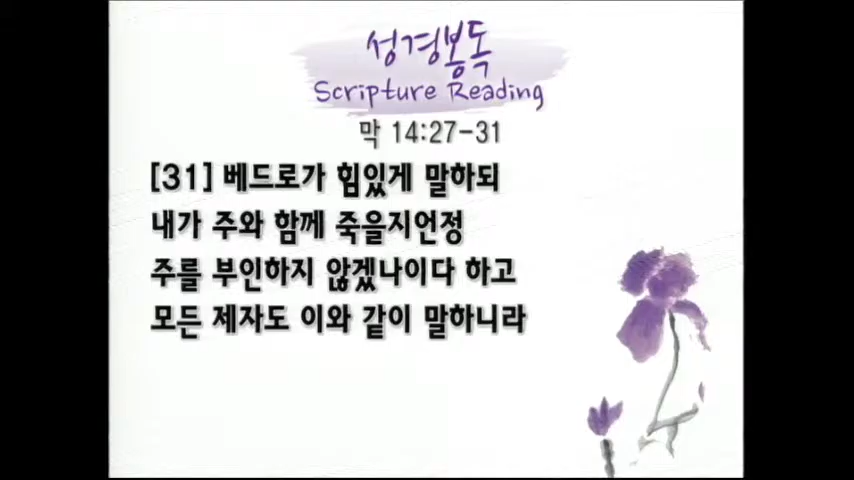 성경봉독
Scripture Reading
막 14:27-31
[31] 베드로가 힘있게 말하되
내가 주와 함께 죽을지언정
주를 부인하지 않겠나이다 하고
모든 제자도 이와 같이 말하니라